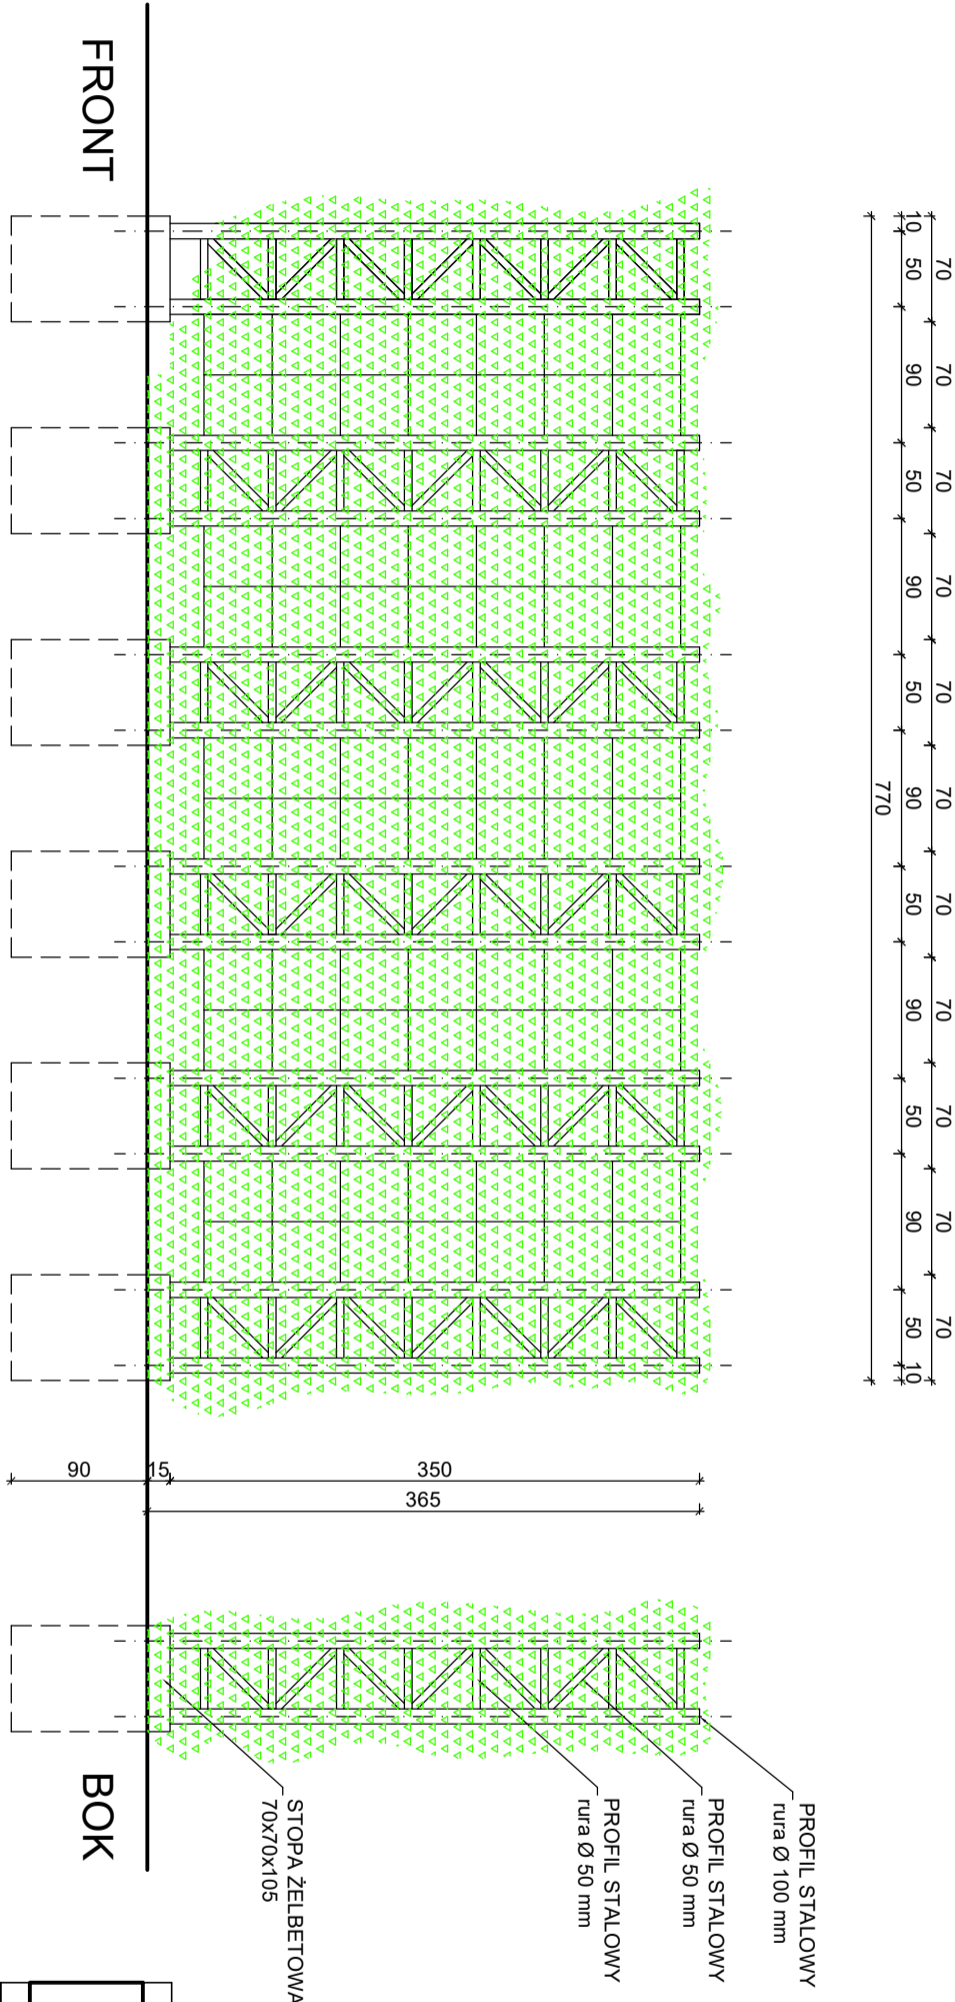 70 70 70 70 70 70 70 70 70 70 70
10 50 90 50 90 50 90 50 90 50 90 50 10
770
350
15
90
365
PROFIL STALOWY
rura Ø 100 mm
PROFIL STALOWY
rura Ø 50 mm
PROFIL STALOWY
rura Ø 50 mm
STOPA ŻELBETOWA
70x70x105
FRONT
BOK